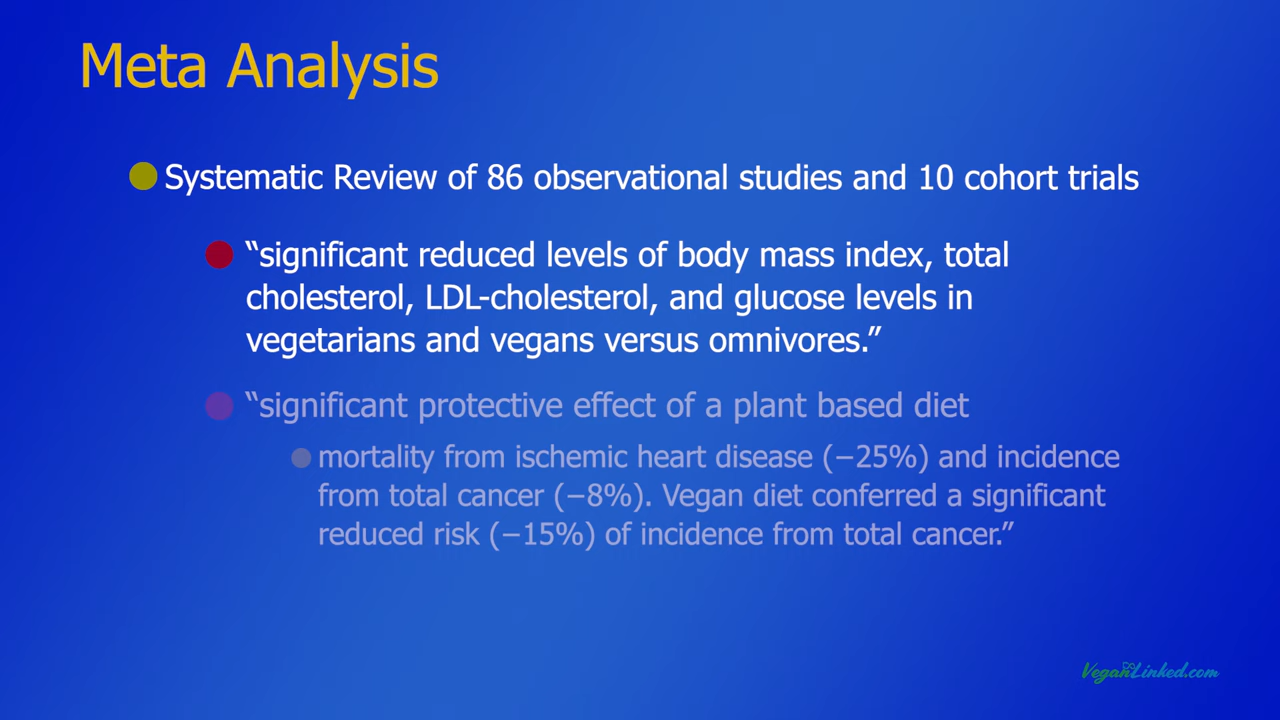 Meta Analysis
Systematic Review of 86 observational studies and 10 cohort trials
“significant reduced levels of body mass index, total
cholesterol, LDL-cholesterol, and glucose levels in
vegetarians and vegans versus omnivores.”
“significant protective effect of a plant based diet
mortality from ischemic heart disease (−25%) and incidence
from total cancer (−8%). Vegan diet conferred a significant
reduced risk (−15%) of incidence from total cancer.”
VeganLinked.com